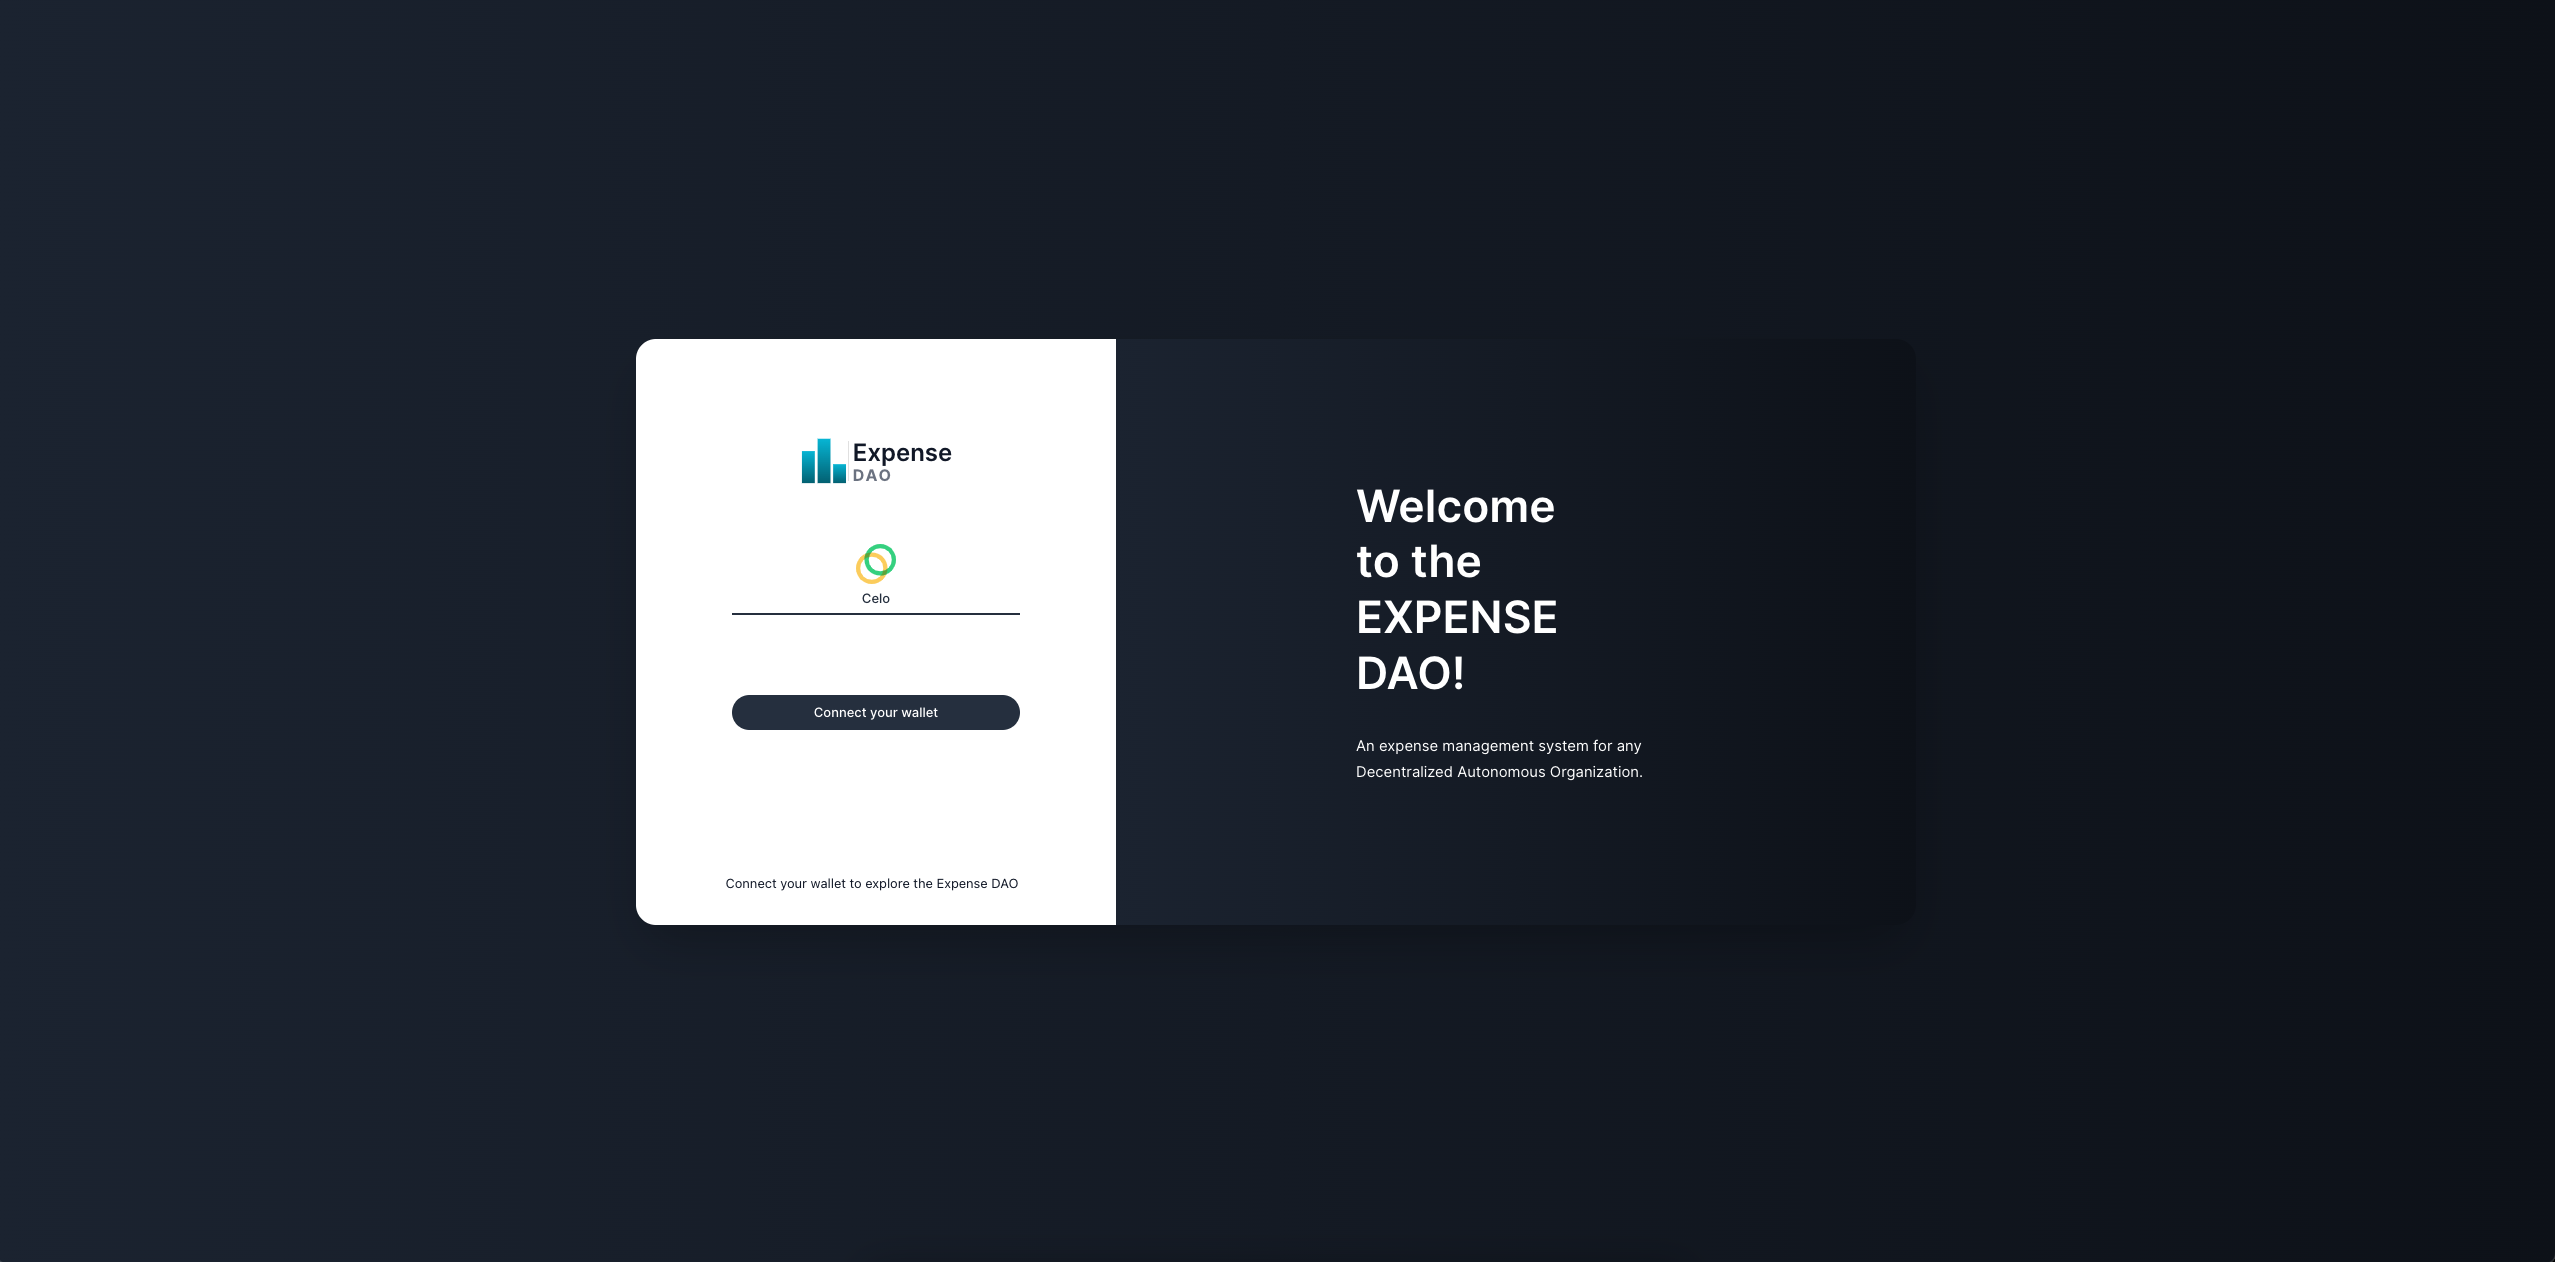 Expense
DAO
Celo
Connect your wallet
Connect your wallet to explore the Expense DAO
Welcome
to the
EXPENSE
DAO!
An expense management system for any
Decentralized Autonomous Organization.